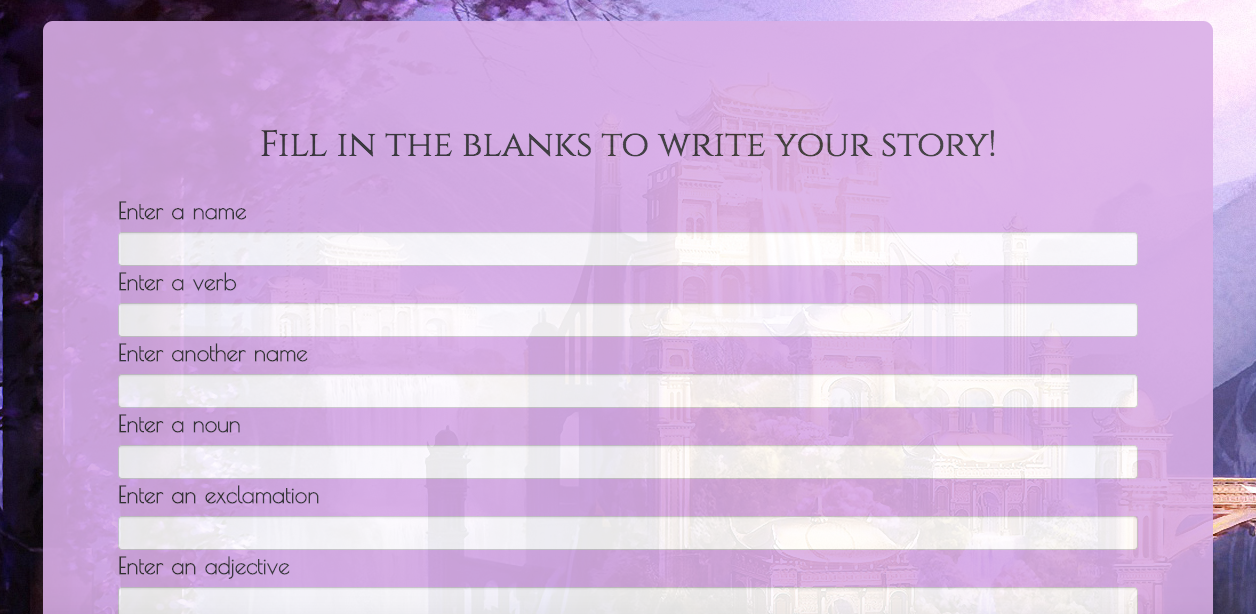 Fill in the blanks to write your story!
Enter a name
Enter a verb
Enter another name
Enter a noun
Enter an exclamation
Enter an adjective